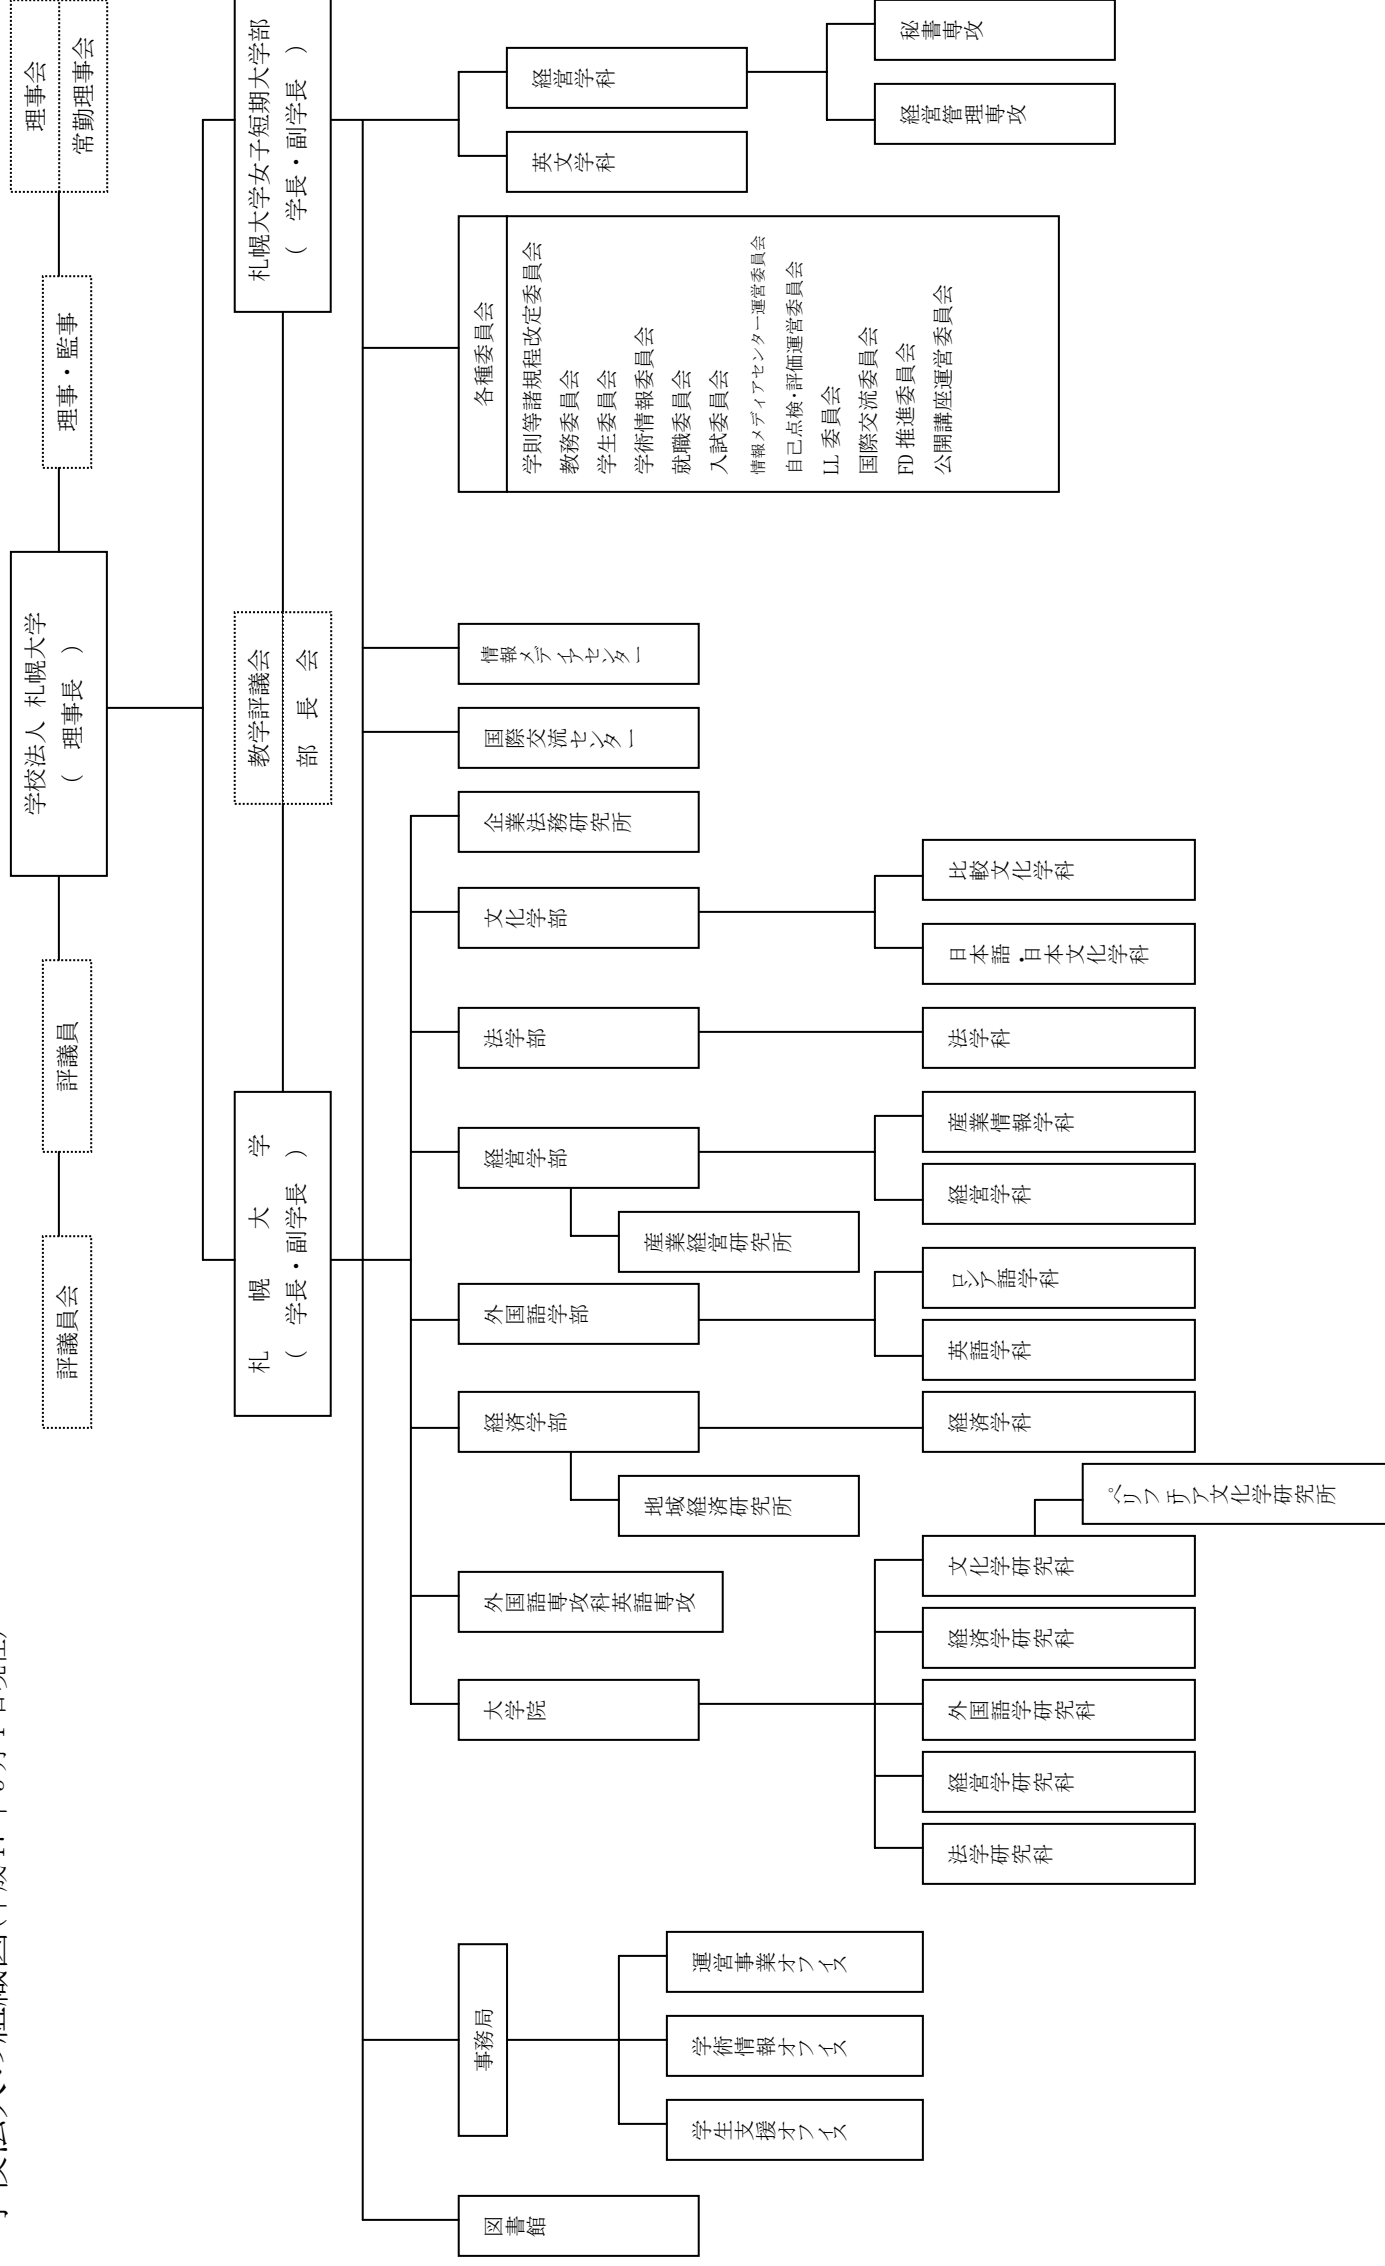 学校法人 札幌大学
( 理事長 )
評議員会
評議員
理事・監事
理事会
常勤理事会
札幌大学
( 学長・副学長 )
教学評議会
部長会
札幌大学女子短期大学部
( 学長・副学長 )
図書館
事務局
学生支援オフィス
学術情報オフィス
運営事業オフィス
大学院
法学研究科
経営学研究科
外国語学研究科
経済学研究科
文化学研究科
ペリフェリア文化学研究所
外国語専攻科英語専攻
経済学部
地域経済研究所
経済学科
外国語学部
英語学科
ロシア語学科
経営学部
産業経営研究所
経営学科
産業情報学科
法学部
法学科
文化学部
日本語・日本文化学科
比較文化学科
企業法務研究所
国際交流センター
情報メディアセンター
各種委員会
学則等諸規程改定委員会
教務委員会
学生委員会
学術情報委員会
就職委員会
入試委員会
情報メディアセンター運営委員会
自己点検・評価運営委員会
LL 委員会
国際交流委員会
FD 推進委員会
公開講座運営委員会
英文学科
経営学科
経営管理専攻
秘書専攻